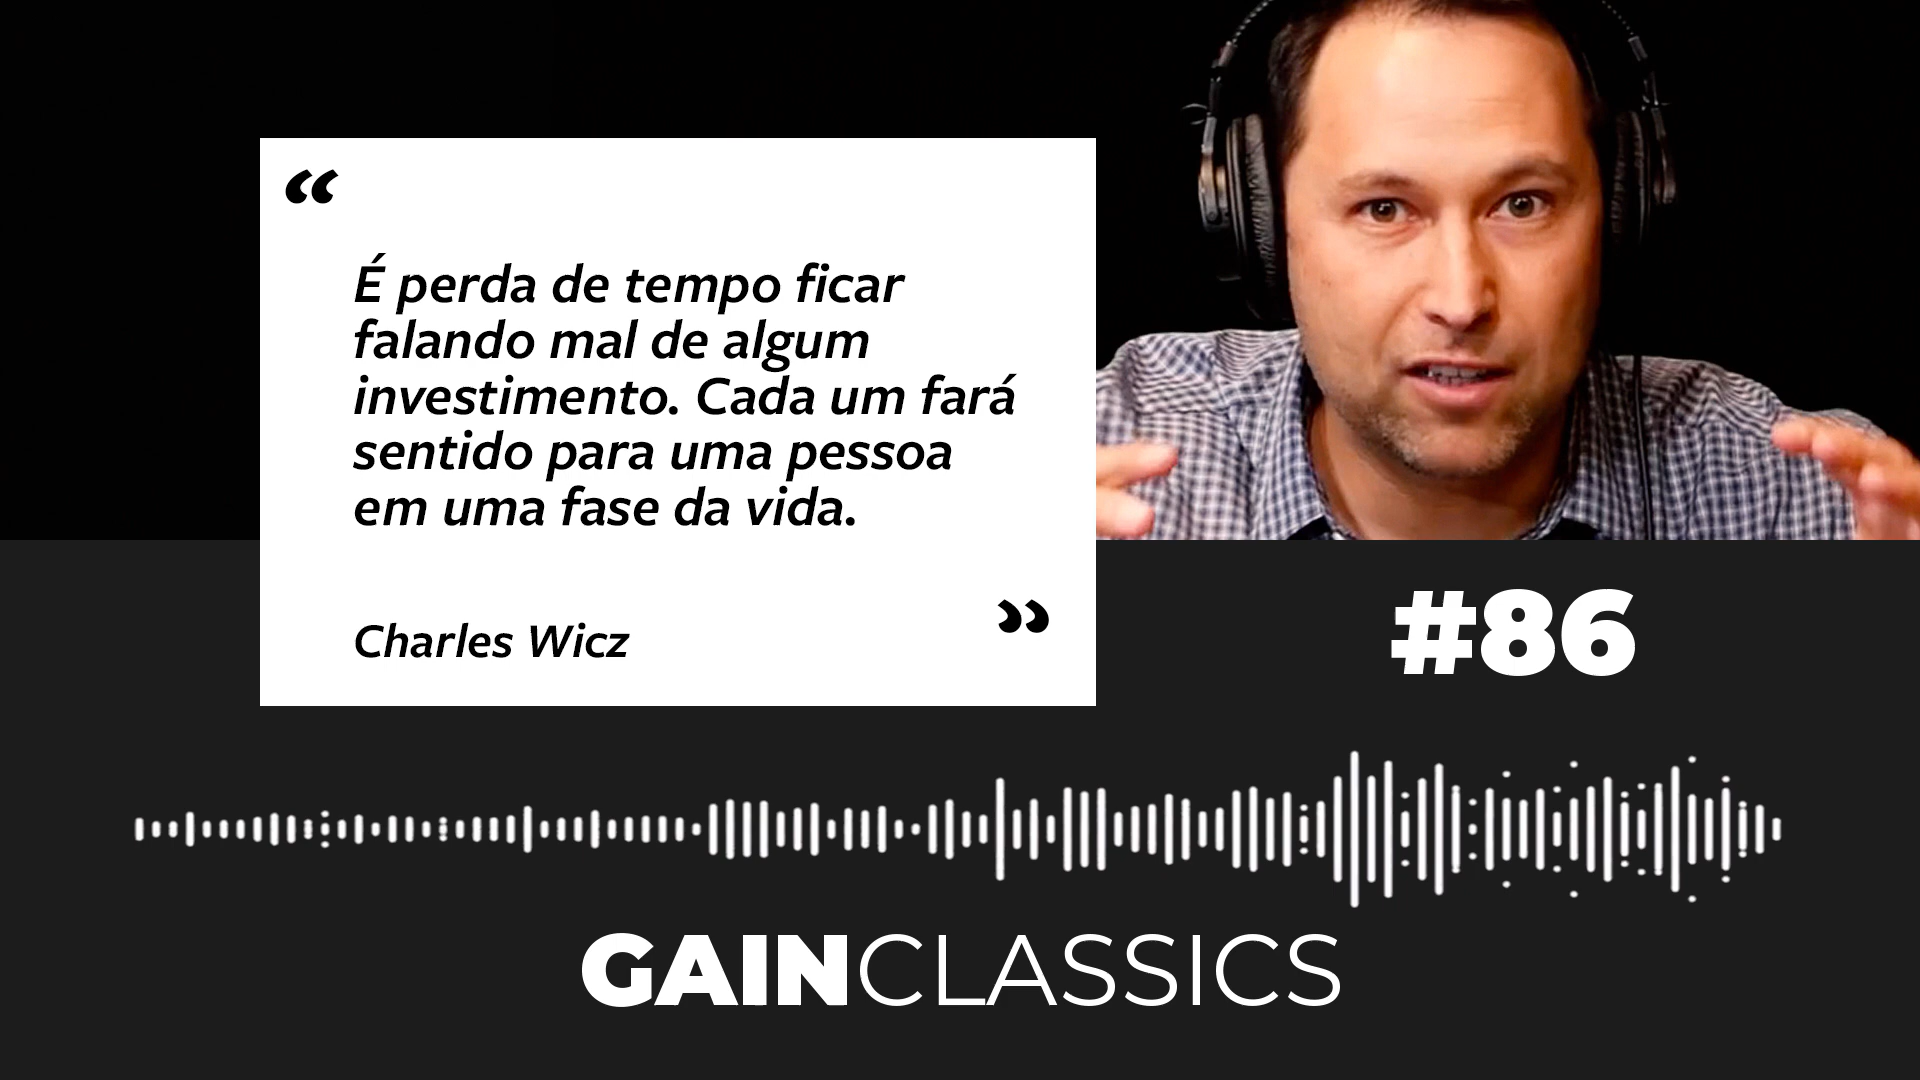 “
É perda de tempo ficar
falando mal de algum
investimento. Cada um fará
sentido para uma pessoa
em uma fase da vida.
Charles Wicz
”
#86
GAINCLASSICS